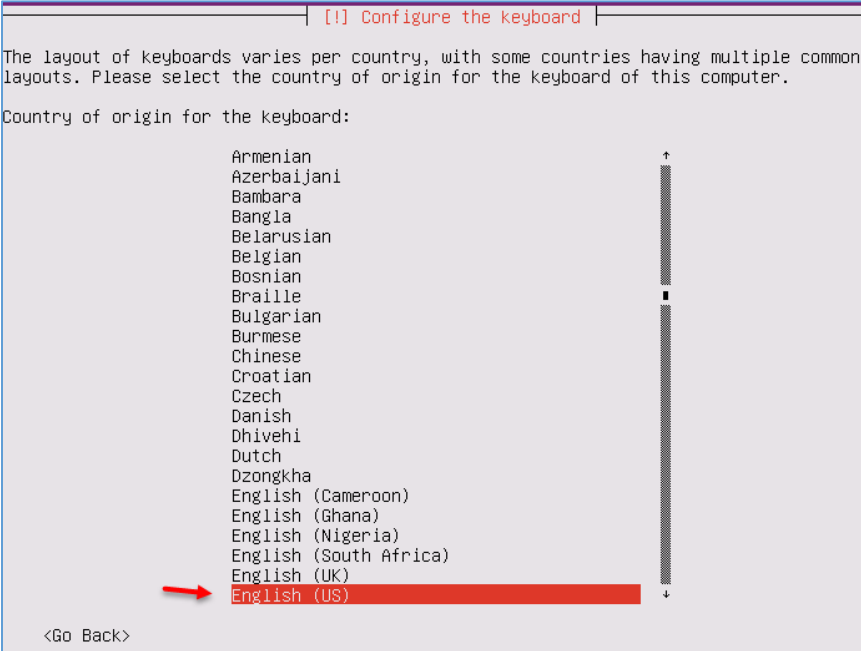 [!] Configure the keyboard
The layout of keyboards varies per country, with some countries having multiple common
layouts. Please select the country of origin for the keyboard of this computer.
Country of origin for the keyboard:
Armenian
Azerbaijani
Bambara
Bangla
Belarusian
Belgian
Bosnian
Braille
Bulgarian
Burmese
Chinese
Croatian
Czech
Danish
Dhivehi
Dutch
Dzongkha
English (Cameroon)
English (Ghana)
English (Nigeria)
English (South Africa)
English (UK)
English (US)
<Go Back>